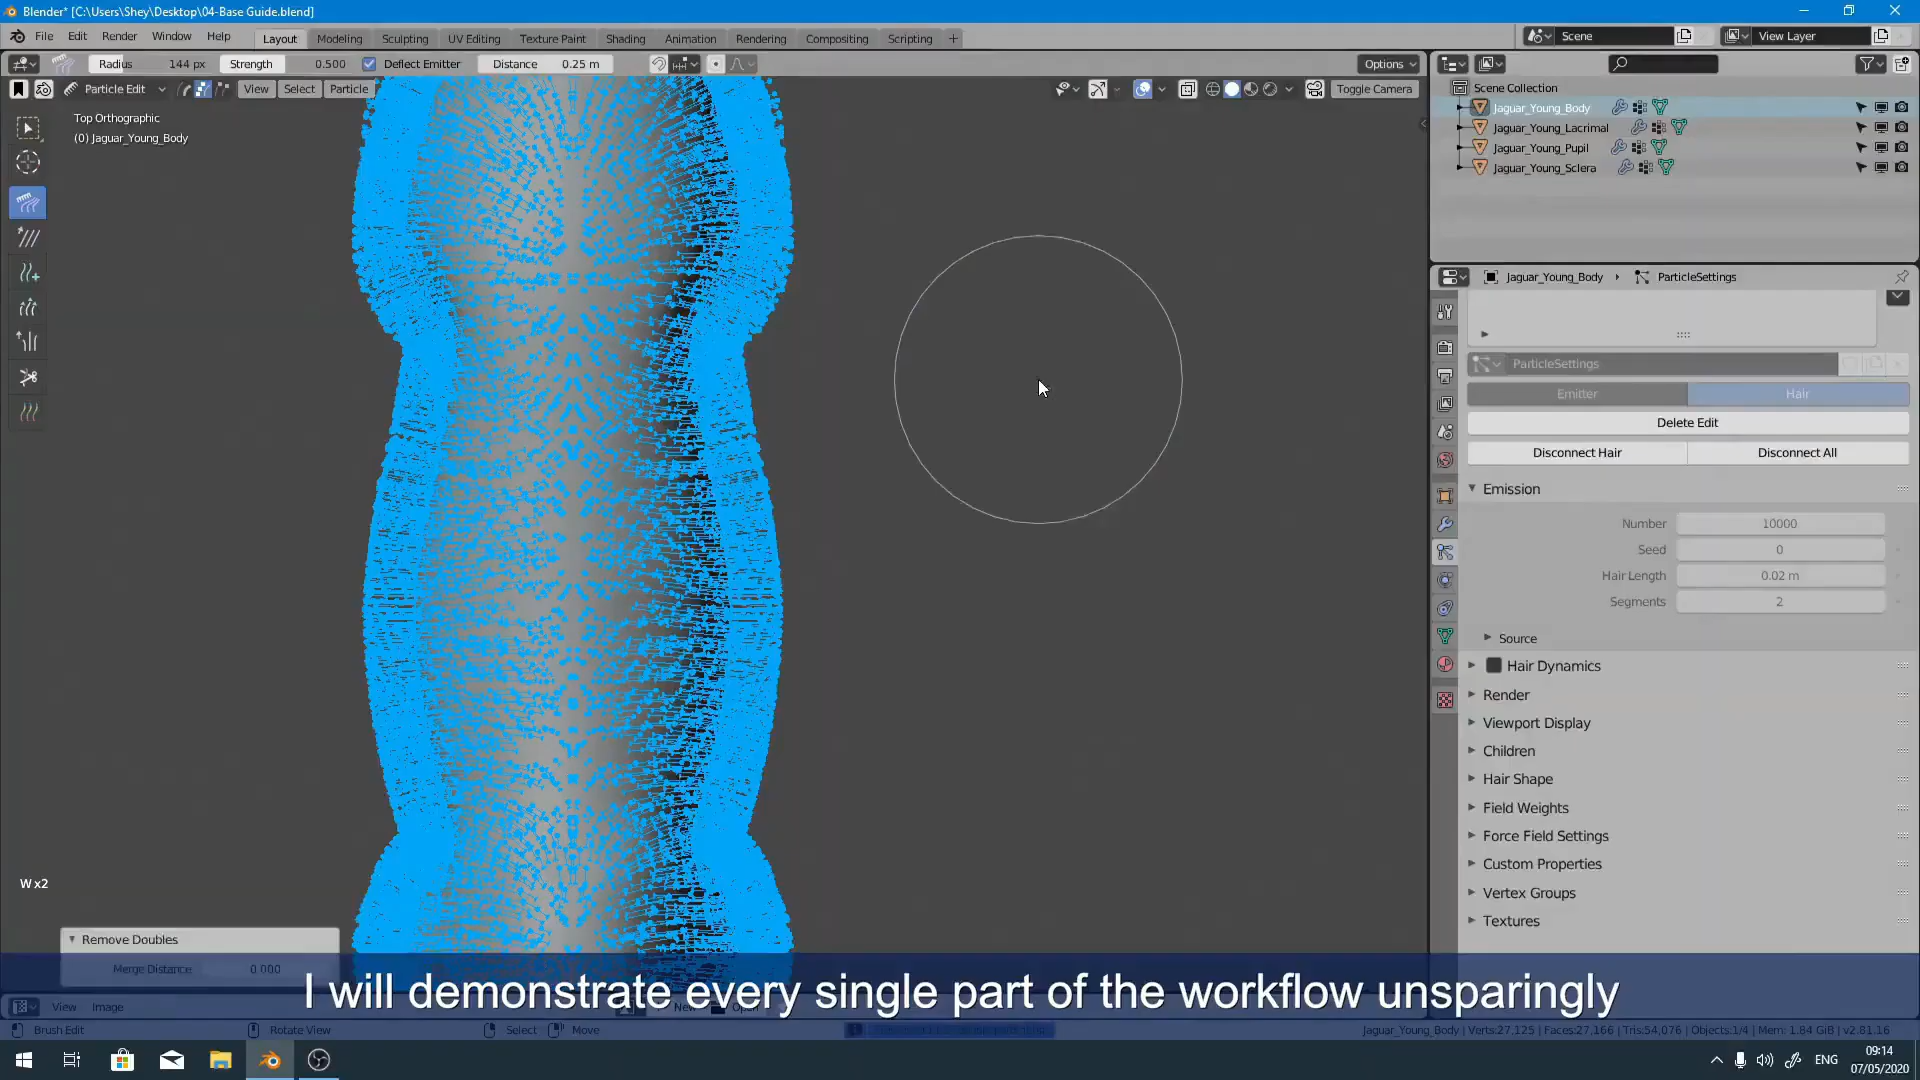 Blender* [C:\Users\Shey\Desktop\04-Base Guide.blend]
File Edit Render Window Help Layout Modeling Sculpting UV Editing Texture Paint Shading Animation Rendering Compositing Scripting + Scene View Layer
Radius 144 px Strength 0.500 Deflect Emitter Distance 0.25 m Options
Particle Edit View Select Particle Toggle Camera
Top Orthographic
(0) Jaguar_Young_Body
Scene Collection
Jaguar_Young_Body
Jaguar_Young_Lacrimal
Jaguar_Young_Pupil
Jaguar_Young_Sclera
Jaguar_Young_Body ParticleSettings
ParticleSettings
Emitter Hair
Delete Edit
Disconnect Hair Disconnect All
Emission
Number 10000
Seed 0
Hair Length 0.02 m
Segments 2
Source
Hair Dynamics
Render
Viewport Display
Children
Hair Shape
Field Weights
Force Field Settings
Custom Properties
Vertex Groups
Textures
W x2
Remove Doubles
Merge Distance 0.000
I will demonstrate every single part of the workflow unsparingly
View Image New Open
Brush Edit Rotate View Select Move Jaguar_Young_Body | Verts:27,125 | Faces:27,166 | Tris:54,076 | Objects:1/4 | Mem: 1.84 GiB | v2.81.16
ENG
09:14
07/05/2020